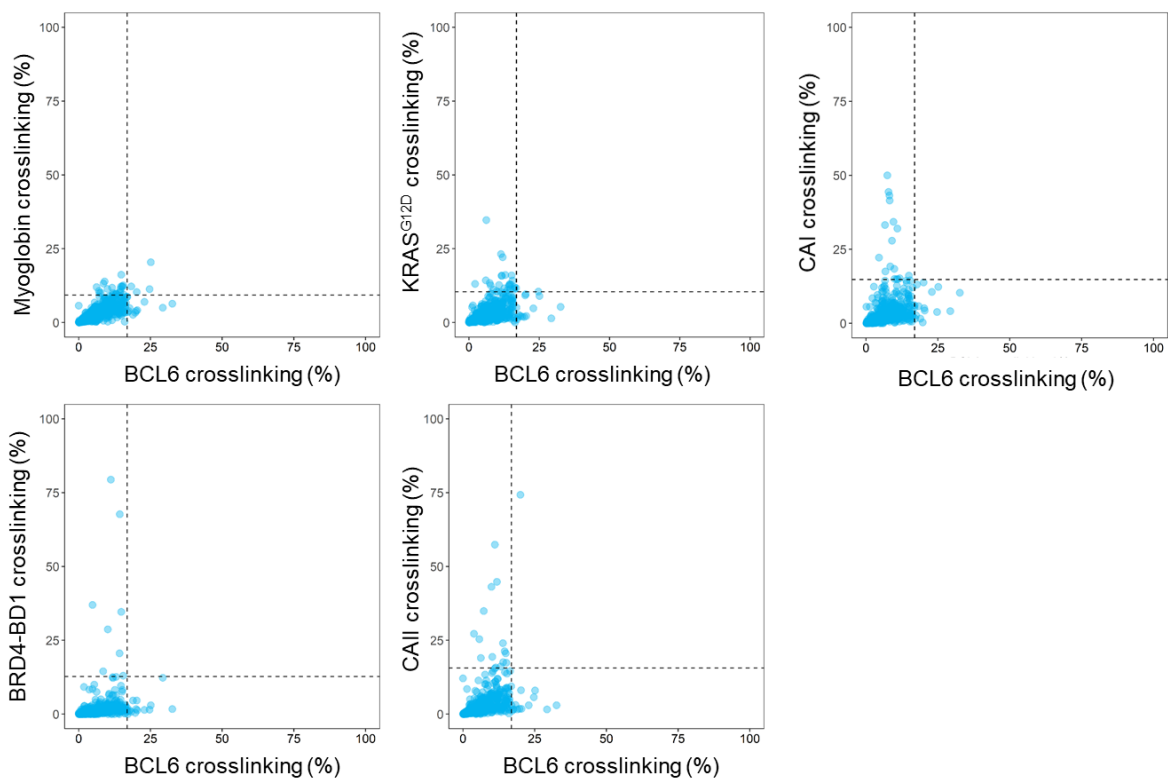 Myoglobin crosslinking (%)
100
75
50
25
0
0 25 50 75 100
BCL6 crosslinking (%)
KRAS^G12D crosslinking (%)
100
75
50
25
0
0 25 50 75 100
BCL6 crosslinking (%)
CAI crosslinking (%)
100
75
50
25
0
0 25 50 75 100
BCL6 crosslinking (%)
BRD4-BD1 crosslinking (%)
100
75
50
25
0
0 25 50 75 100
BCL6 crosslinking (%)
CAII crosslinking (%)
100
75
50
25
0
0 25 50 75 100
BCL6 crosslinking (%)